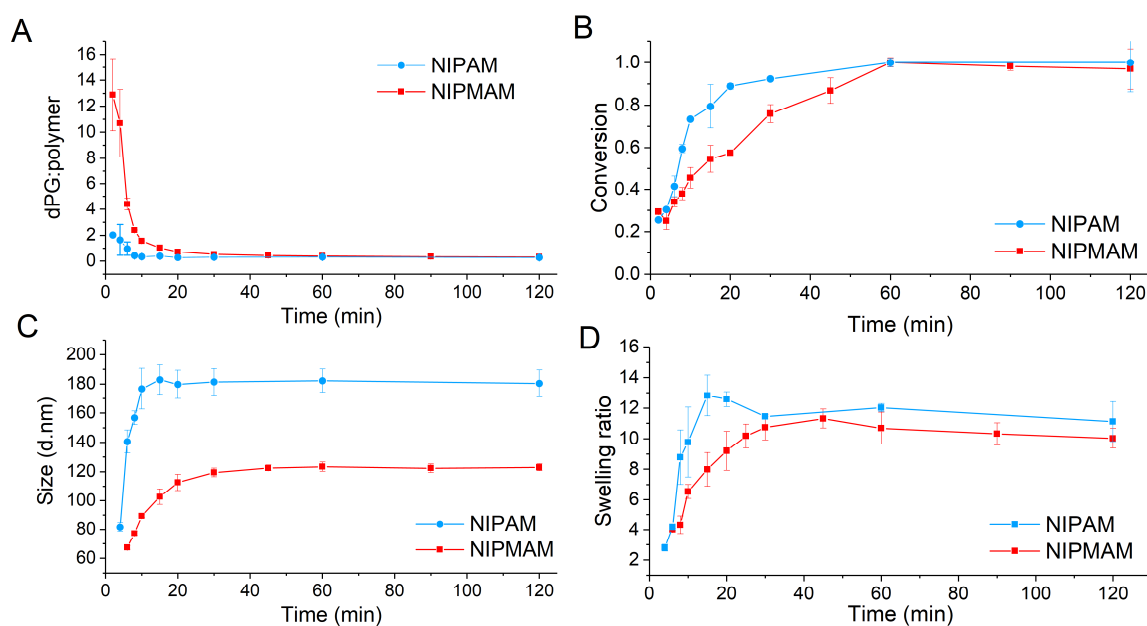 A
dPG:polymer
16
14
12
10
8
6
4
2
0
NIPAM
NIPMAM
0 20 40 60 80 100 120
Time (min)
B
Conversion
1.0
0.8
0.6
0.4
0.2
0.0
NIPAM
NIPMAM
0 20 40 60 80 100 120
Time (min)
C
Size (d.nm)
200
180
160
140
120
100
80
60
NIPAM
NIPMAM
0 20 40 60 80 100 120
Time (min)
D
Swelling ratio
16
14
12
10
8
6
4
2
NIPAM
NIPMAM
0 20 40 60 80 100 120
Time (min)